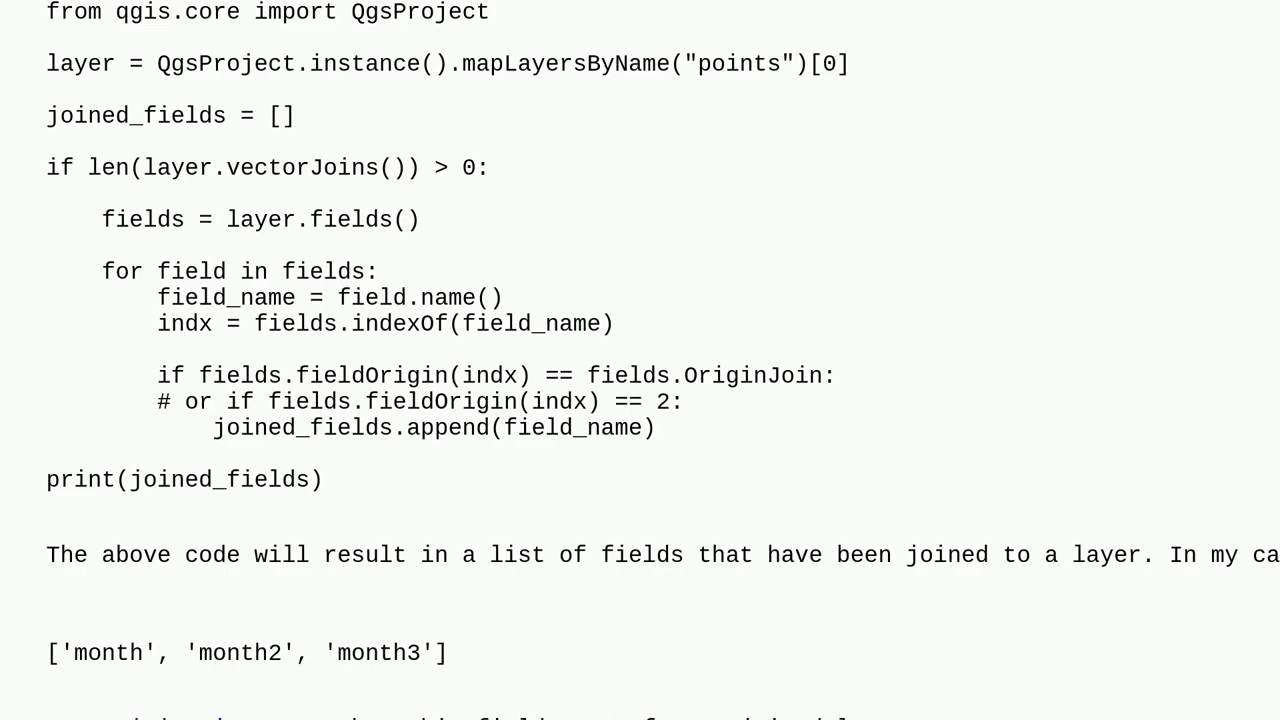 from qgis.core import QgsProject
layer = QgsProject.instance().mapLayersByName("points")[0]
joined_fields = []
if len(layer.vectorJoins()) > 0:
    fields = layer.fields()
    for field in fields:
        field_name = field.name()
        indx = fields.indexOf(field_name)
        if fields.fieldOrigin(indx) == fields.OriginJoin:
        # or if fields.fieldOrigin(indx) == 2:
            joined_fields.append(field_name)
print(joined_fields)
The above code will result in a list of fields that have been joined to a layer. In my ca
['month', 'month2', 'month3']